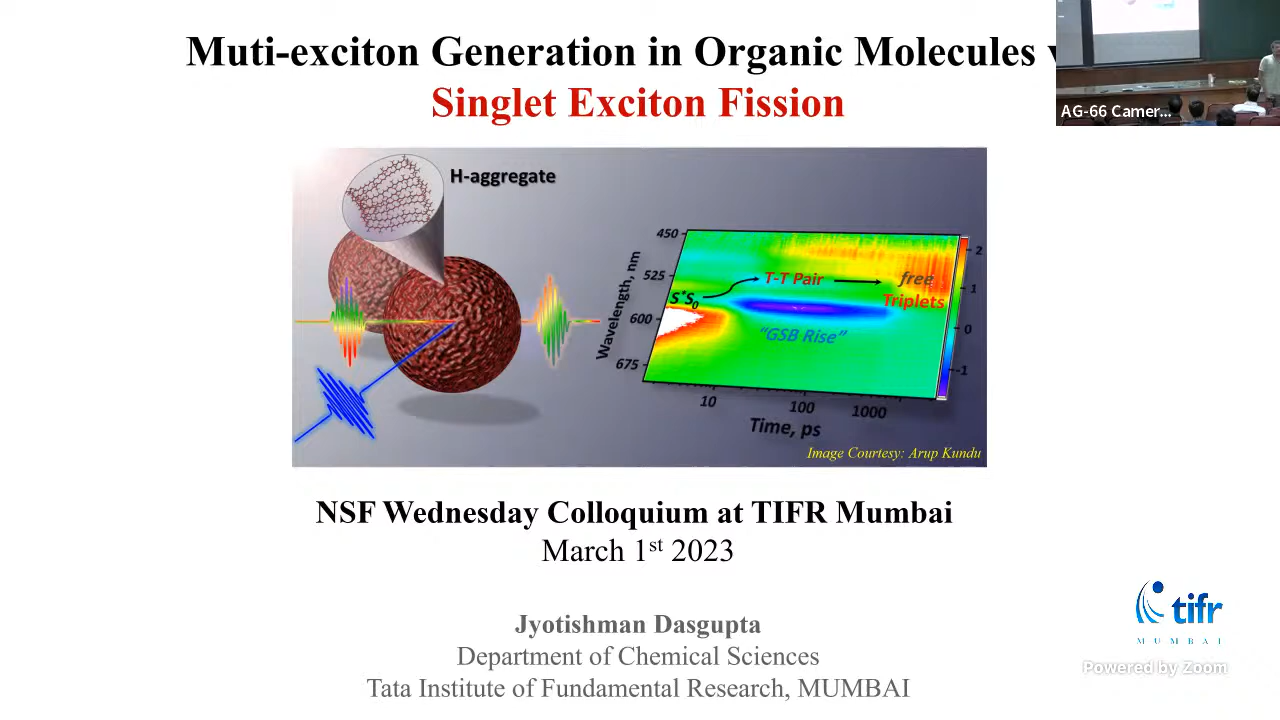 Muti-exciton Generation in Organic Molecules
Singlet Exciton Fission
AG-66 Camer...
H-aggregate
450
525
600
675
Wavelength, nm
S*S0
T-T Pair
free
Triplets
"GSB Rise"
2
1
0
-1
10
100
1000
Time, ps
Image Courtesy: Arup Kundu
NSF Wednesday Colloquium at TIFR Mumbai
March 1st 2023
Jyotishman Dasgupta
Department of Chemical Sciences
Tata Institute of Fundamental Research, MUMBAI
tifr
MUMBAI
Powered by Zoom